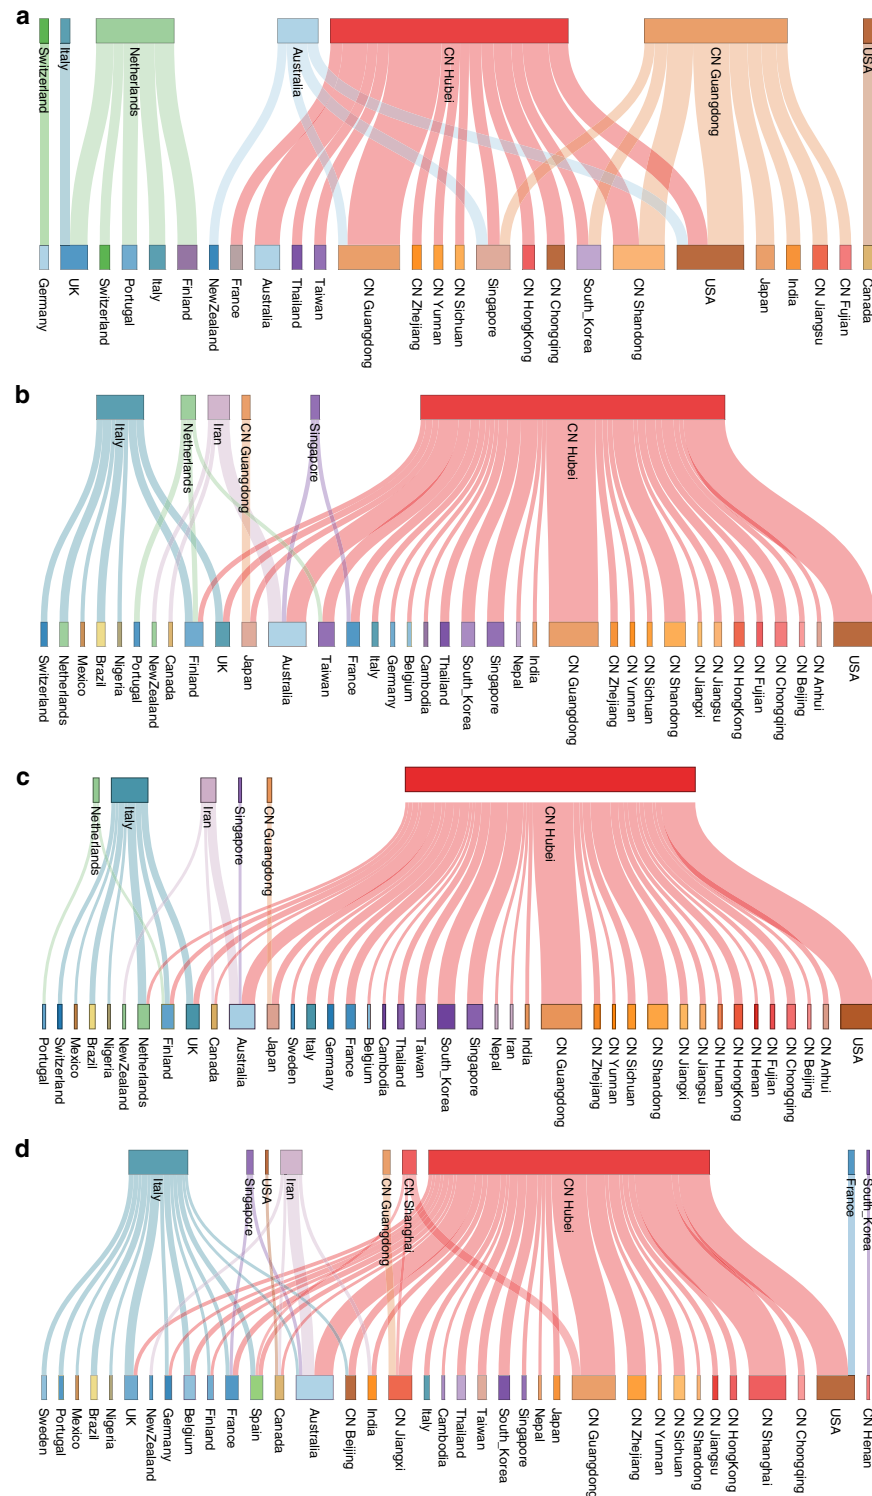 a
Switzerland
Italy
Netherlands
Australia
CN Hubei
CN Guangdong
USA
Germany
UK
Switzerland
Portugal
Italy
Finland
NewZealand
France
Australia
Thailand
Taiwan
CN Guangdong
CN Zhejiang
CN Yunnan
CN Sichuan
Singapore
CN HongKong
CN Chongqing
South_Korea
CN Shandong
USA
Japan
India
CN Jiangsu
CN Fujian
Canada
b
Italy
Netherlands
Iran
CN Guangdong
Singapore
CN Hubei
Switzerland
Netherlands
Mexico
Brazil
Nigeria
Portugal
NewZealand
Canada
Finland
UK
Japan
Australia
Taiwan
France
Italy
Germany
Belgium
Cambodia
Thailand
South_Korea
Singapore
Nepal
India
CN Guangdong
CN Zhejiang
CN Yunnan
CN Sichuan
CN Shandong
CN Jiangxi
CN Jiangsu
CN HongKong
CN Fujian
CN Chongqing
CN Beijing
CN Anhui
USA
c
Netherlands
Italy
Iran
Singapore
CN Guangdong
CN Hubei
Portugal
Switzerland
Mexico
Brazil
Nigeria
NewZealand
Netherlands
Finland
UK
Canada
Australia
Japan
Sweden
Italy
Germany
France
Belgium
Cambodia
Thailand
Taiwan
South_Korea
Singapore
Nepal
Iran
India
CN Guangdong
CN Zhejiang
CN Yunnan
CN Sichuan
CN Shandong
CN Jiangxi
CN Jiangsu
CN Hunan
CN HongKong
CN Henan
CN Fujian
CN Chongqing
CN Beijing
CN Anhui
USA
d
Italy
Singapore
USA
Iran
CN Guangdong
CN Shanghai
CN Hubei
France
South_Korea
Sweden
Portugal
Mexico
Brazil
Nigeria
UK
NewZealand
Germany
Belgium
Finland
France
Spain
Canada
Australia
CN Beijing
India
CN Jiangxi
Italy
Cambodia
Thailand
Taiwan
South_Korea
Singapore
Nepal
Japan
CN Guangdong
CN Zhejiang
CN Yunnan
CN Sichuan
CN Shandong
CN Jiangsu
CN HongKong
CN Shanghai
CN Chongqing
USA
CN Henan